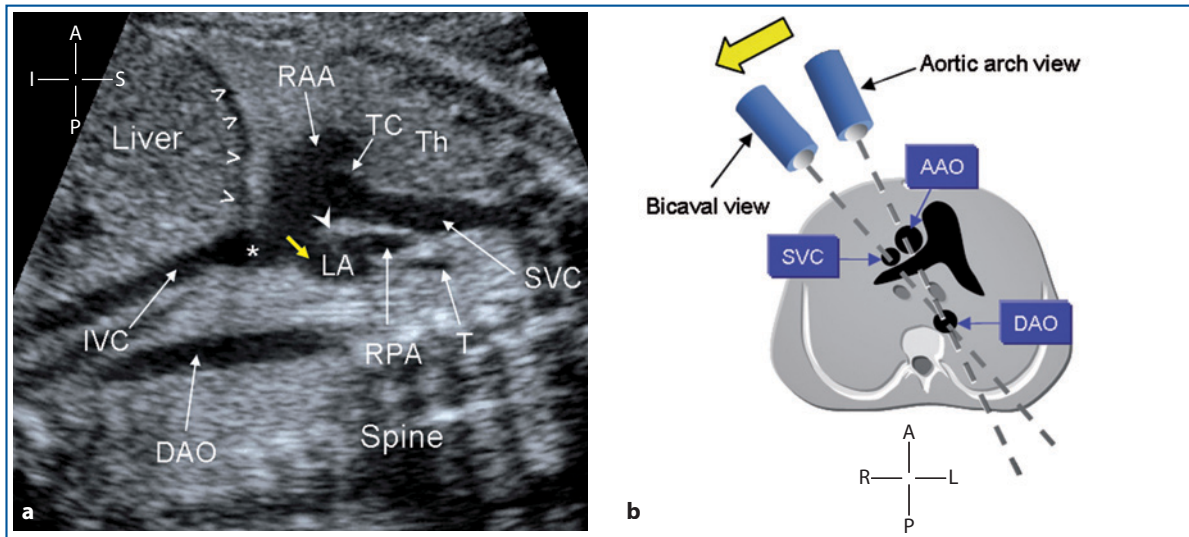 A
I S
P
Liver
RAA
TC
Th
*
LA
SVC
IVC
RPA
T
DAO
Spine
a
Aortic arch view
Bicaval view
AAO
SVC
DAO
A
R L
P
b